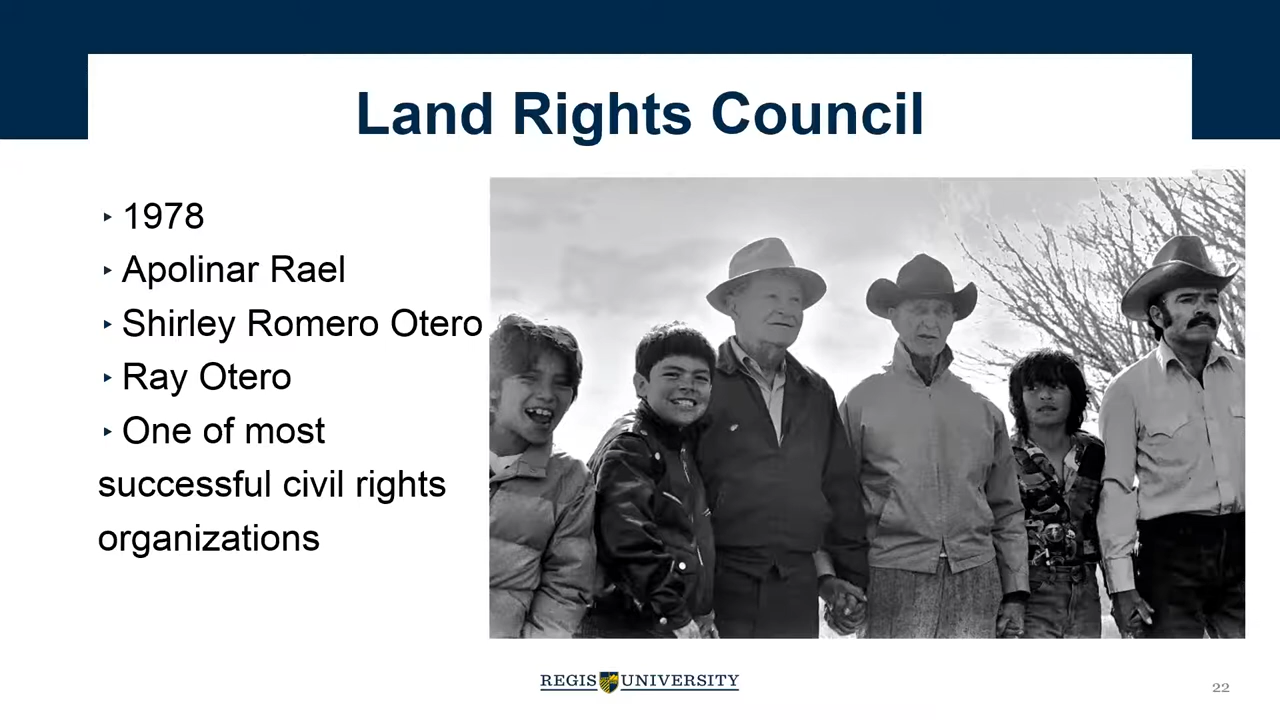 Land Rights Council
‣ 1978
‣ Apolinar Rael
‣ Shirley Romero Otero
‣ Ray Otero
‣ One of most
successful civil rights
organizations
REGIS UNIVERSITY
22